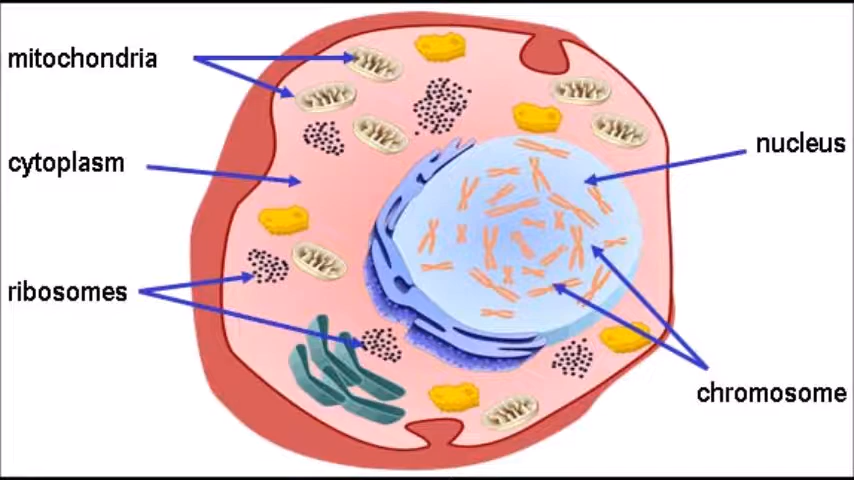 mitochondria
nucleus
cytoplasm
ribosomes
chromosome